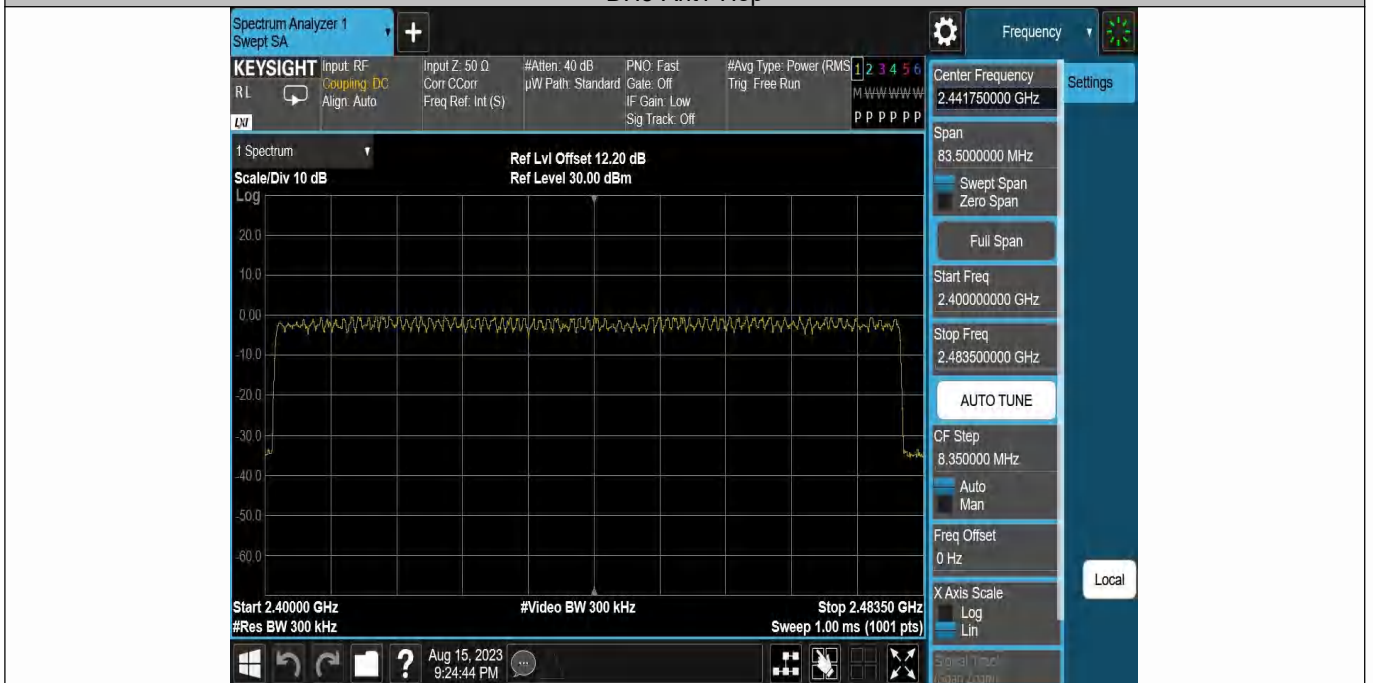 Spectrum Analyzer 1
Swept SA
+
Frequency
KEYSIGHT
RL
LXI
Input: RF
Coupling: DC
Align: Auto
Input Z: 50 Ω
Corr CCorr
Freq Ref: Int (S)
#Atten: 40 dB
µW Path: Standard
PNO: Fast
Gate: Off
IF Gain: Low
Sig Track: Off
#Avg Type: Power (RMS
Trig: Free Run
1 2 3 4 5 6
M W W W W W
P P P P P P
Center Frequency
2.441750000 GHz
Settings
Span
83.5000000 MHz
Swept Span
Zero Span
Full Span
Start Freq
2.400000000 GHz
Stop Freq
2.483500000 GHz
AUTO TUNE
CF Step
8.350000 MHz
Auto
Man
Freq Offset
0 Hz
X Axis Scale
Log
Lin
Signal Track
(Span Zoom)
Local
1 Spectrum
Scale/Div 10 dB
Log
Ref Lvl Offset 12.20 dB
Ref Level 30.00 dBm
20.0
10.0
0.00
-10.0
-20.0
-30.0
-40.0
-50.0
-60.0
Start 2.40000 GHz
#Res BW 300 kHz
#Video BW 300 kHz
Stop 2.48350 GHz
Sweep 1.00 ms (1001 pts)
?
Aug 15, 2023
9:24:44 PM